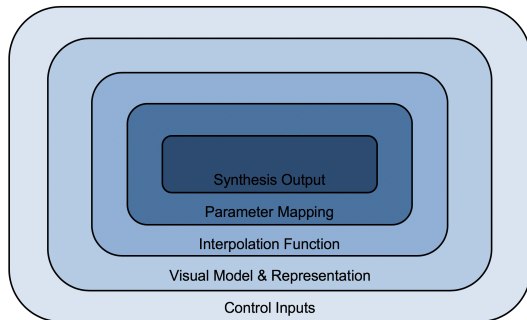 Synthesis Output
Parameter Mapping
Interpolation Function
Visual Model & Representation
Control Inputs